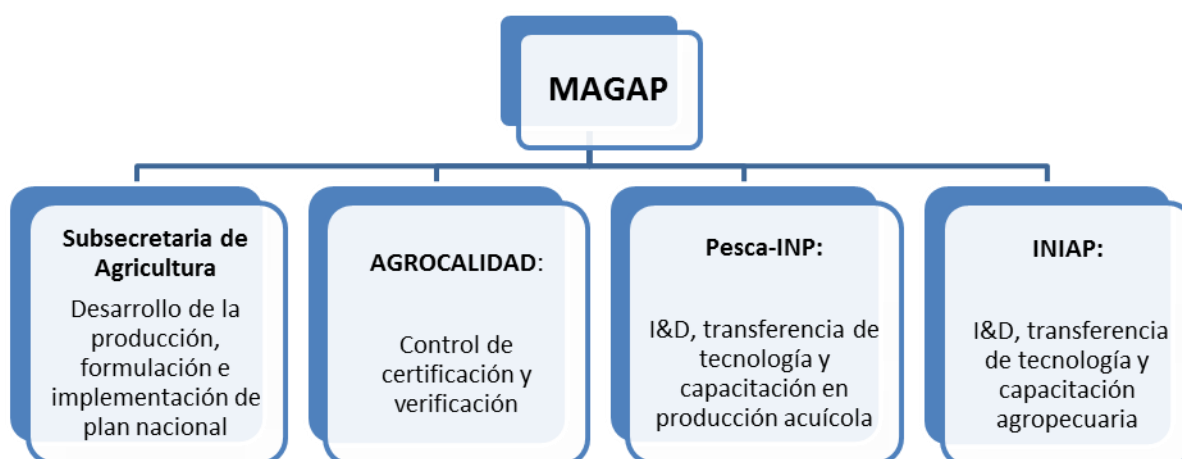 MAGAP
Subsecretaria de
Agricultura
Desarrollo de la
producción,
formulación e
implementación de
plan nacional
AGROCALIDAD:
Control de
certificación y
verificación
Pesca-INP:
I&D, transferencia de
tecnología y
capacitación en
producción acuícola
INIAP:
I&D, transferencia
de tecnología y
capacitación
agropecuaria